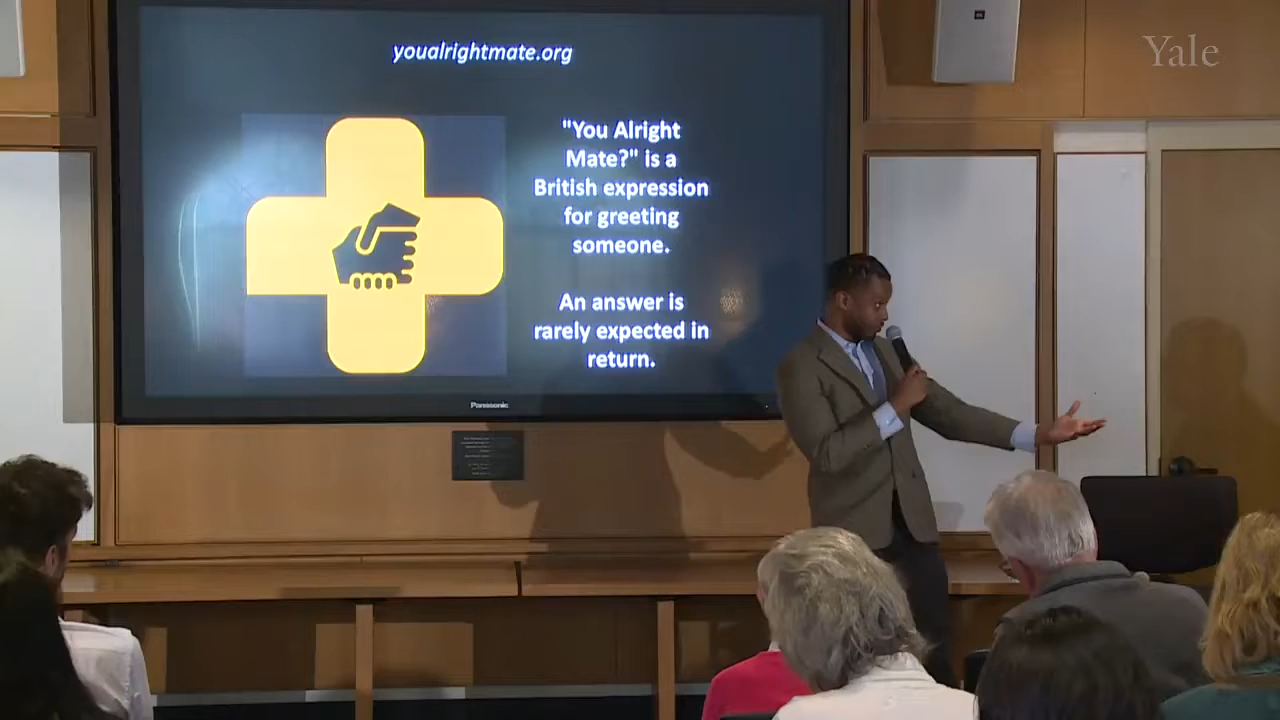 youalrightmate.org
Yale
"You Alright
Mate?" is a
British expression
for greeting
someone.
An answer is
rarely expected in
return.
Panasonic